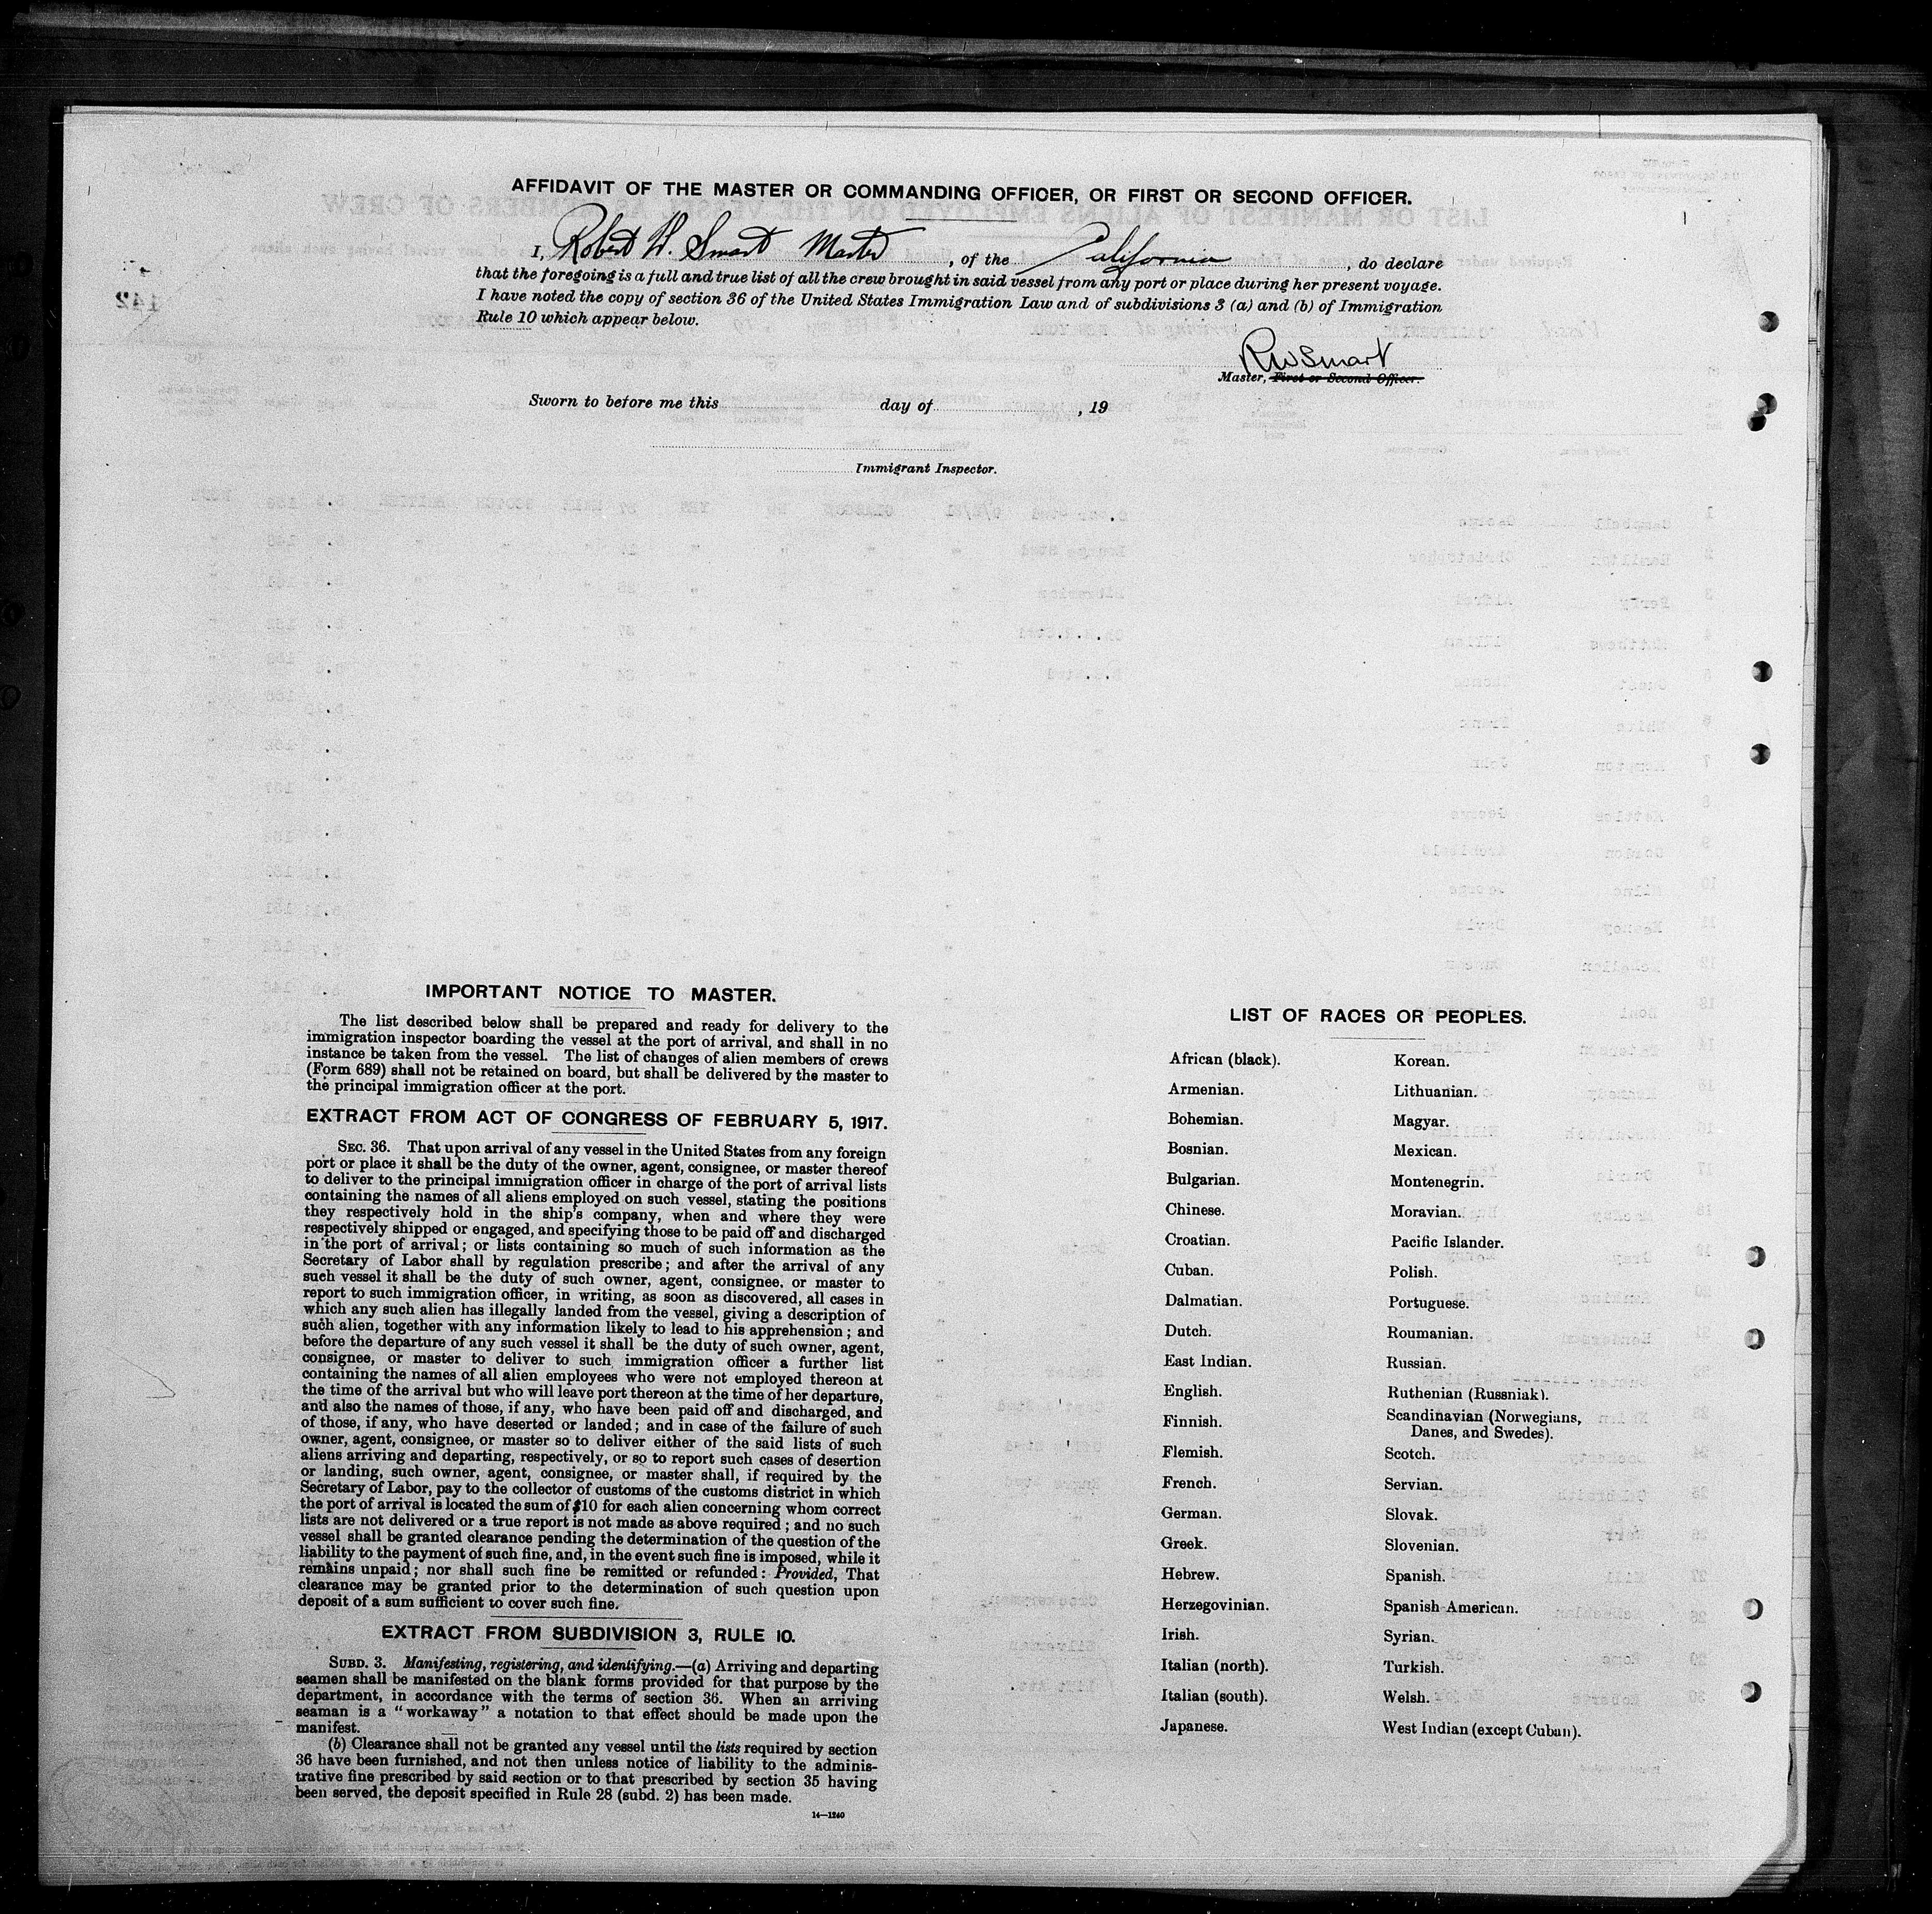 AFFIDAVIT OF THE MASTER OR COMMANDING OFFICER, OR FIRST OR SECOND OFFICER.
I, Robert W. Smart Master, of the California, do declare
that the foregoing is a full and true list of all the crew brought in said vessel from any port or place during her present voyage.
I have noted the copy of section 36 of the United States Immigration Law and of subdivisions 3 (a) and (b) of Immigration
Rule 10 which appear below.
RWSmart
Master, First or Second Officer.
Sworn to before me this day of , 19
Immigrant Inspector.
IMPORTANT NOTICE TO MASTER.
The list described below shall be prepared and ready for delivery to the
immigration inspector boarding the vessel at the port of arrival, and shall in no
instance be taken from the vessel. The list of changes of alien members of crews
(Form 689) shall not be retained on board, but shall be delivered by the master to
the principal immigration officer at the port.
EXTRACT FROM ACT OF CONGRESS OF FEBRUARY 5, 1917.
SEC. 36. That upon arrival of any vessel in the United States from any foreign
port or place it shall be the duty of the owner, agent, consignee, or master thereof
to deliver to the principal immigration officer in charge of the port of arrival lists
containing the names of all aliens employed on such vessel, stating the positions
they respectively hold in the ship's company, when and where they were
respectively shipped or engaged, and specifying those to be paid off and discharged
in the port of arrival; or lists containing so much of such information as the
Secretary of Labor shall by regulation prescribe; and after the arrival of any
such vessel it shall be the duty of such owner, agent, consignee, or master to
report to such immigration officer, in writing, as soon as discovered, all cases in
which any such alien has illegally landed from the vessel, giving a description of
such alien, together with any information likely to lead to his apprehension; and
before the departure of any such vessel it shall be the duty of such owner, agent,
consignee, or master to deliver to such immigration officer a further list
containing the names of all alien employees who were not employed thereon at
the time of the arrival but who will leave port thereon at the time of her departure,
and also the names of those, if any, who have been paid off and discharged, and
of those, if any, who have deserted or landed; and in case of the failure of such
owner, agent, consignee, or master so to deliver either of the said lists of such
aliens arriving and departing, respectively, or so to report such cases of desertion
or landing, such owner, agent, consignee, or master shall, if required by the
Secretary of Labor, pay to the collector of customs of the customs district in which
the port of arrival is located the sum of $10 for each alien concerning whom correct
lists are not delivered or a true report is not made as above required; and no such
vessel shall be granted clearance pending the determination of the question of the
liability to the payment of such fine, and, in the event such fine is imposed, while it
remains unpaid; nor shall such fine be remitted or refunded: Provided, That
clearance may be granted prior to the determination of such question upon
deposit of a sum sufficient to cover such fine.
EXTRACT FROM SUBDIVISION 3, RULE 10.
SUBD. 3. Manifesting, registering, and identifying.—(a) Arriving and departing
seamen shall be manifested on the blank forms provided for that purpose by the
department, in accordance with the terms of section 36. When an arriving
seaman is a "workaway" a notation to that effect should be made upon the
manifest.
(b) Clearance shall not be granted any vessel until the lists required by section
36 have been furnished, and not then unless notice of liability to the adminis-
trative fine prescribed by said section or to that prescribed by section 35 having
been served, the deposit specified in Rule 28 (subd. 2) has been made.
14—1240
LIST OF RACES OR PEOPLES.
African (black).
Armenian.
Bohemian.
Bosnian.
Bulgarian.
Chinese.
Croatian.
Cuban.
Dalmatian.
Dutch.
East Indian.
English.
Finnish.
Flemish.
French.
German.
Greek.
Hebrew.
Herzegovinian.
Irish.
Italian (north).
Italian (south).
Japanese.
Korean.
Lithuanian.
Magyar.
Mexican.
Montenegrin.
Moravian.
Pacific Islander.
Polish.
Portuguese.
Roumanian.
Russian.
Ruthenian (Russniak).
Scandinavian (Norwegians,
Danes, and Swedes).
Scotch.
Servian.
Slovak.
Slovenian.
Spanish.
Spanish American.
Syrian.
Turkish.
Welsh.
West Indian (except Cuban).